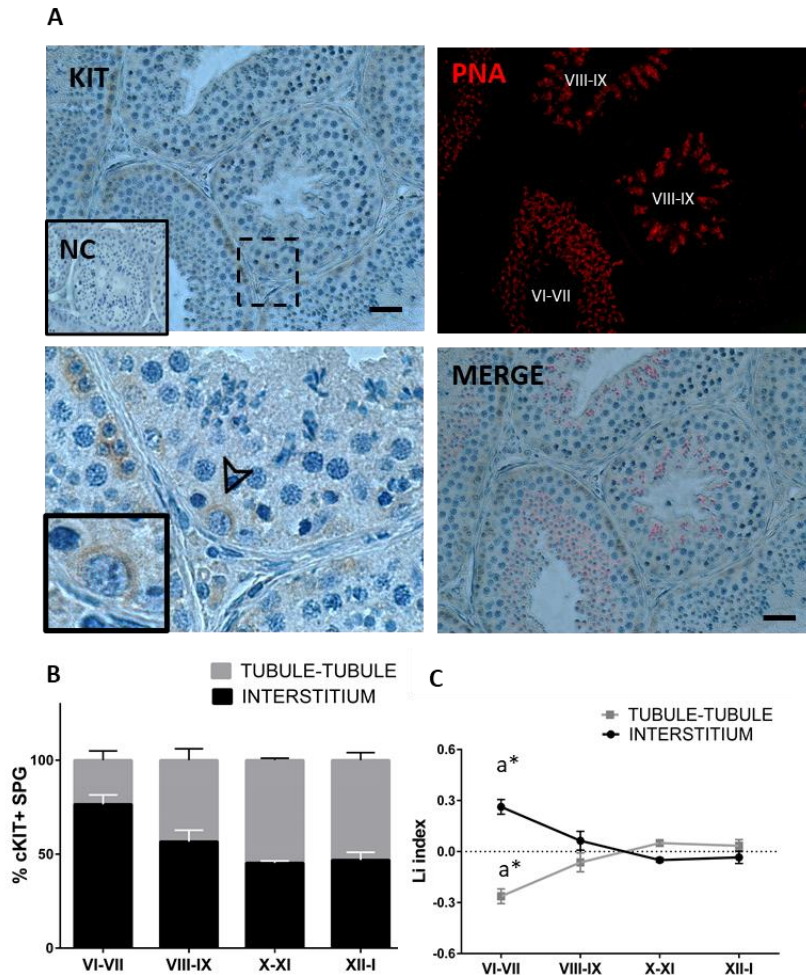 A
KIT
NC
PNA
VIII-IX
VIII-IX
VI-VII
MERGE
B
TUBULE-TUBULE
INTERSTITIUM
% cKIT+ SPG
100
50
0
VI-VII
VIII-IX
X-XI
XII-I
C
TUBULE-TUBULE
INTERSTITIUM
Li index
0.6
0.3
0.0
-0.3
-0.6
a*
a*
VI-VII
VIII-IX
X-XI
XII-I